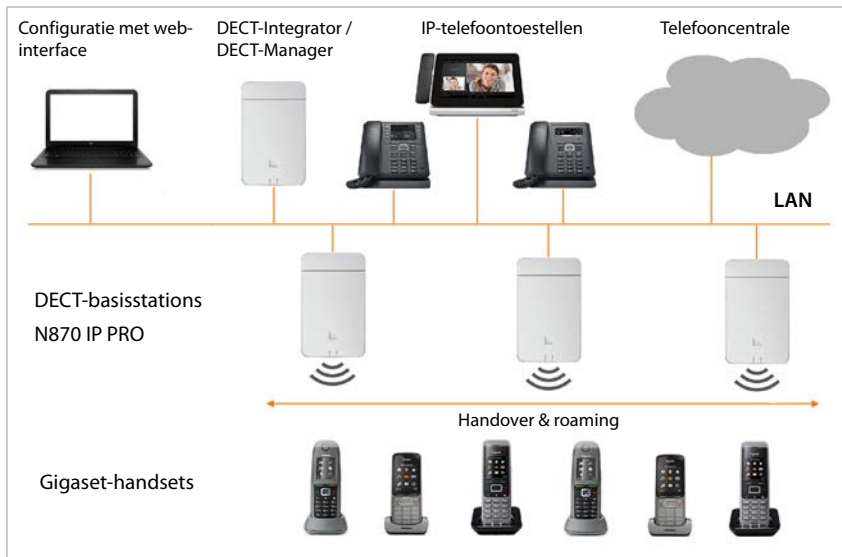 Configuratie met web-
interface
DECT-Integrator /
DECT-Manager
IP-telefoontoestellen
Telefooncentrale
LAN
DECT-basisstations
N870 IP PRO
Handover & roaming
Gigaset-handsets